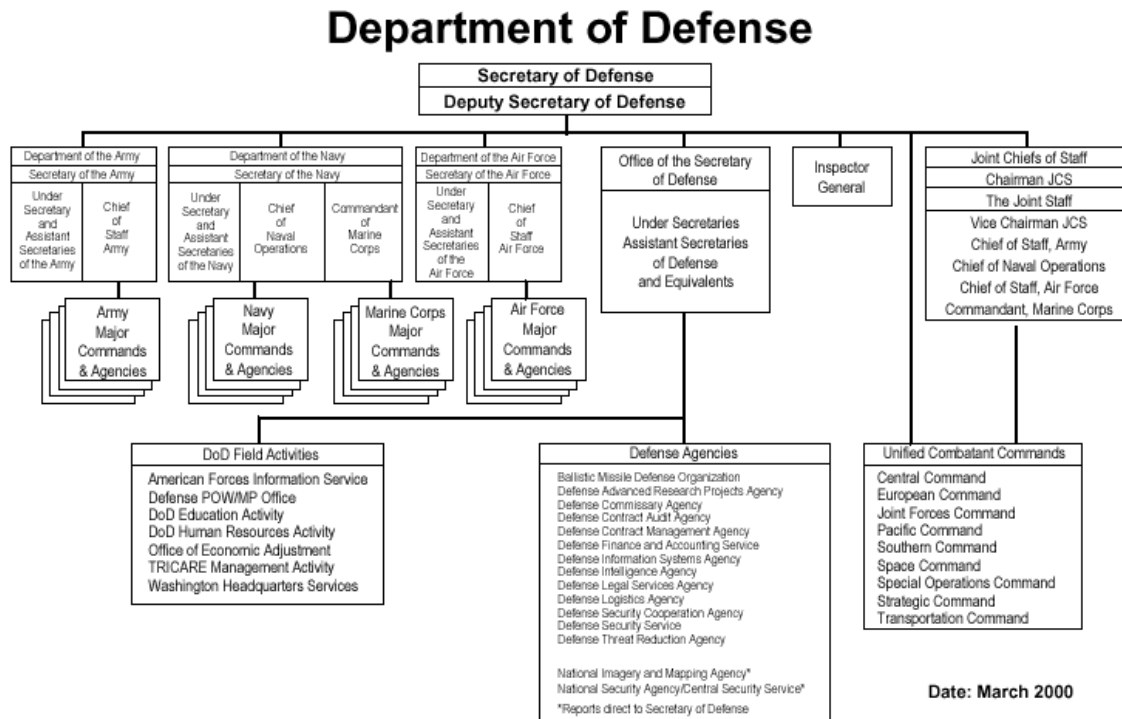 Department of Defense
Secretary of Defense
Deputy Secretary of Defense
Department of the Army
Secretary of the Army
Under
Secretary
and
Assistant
Secretaries
of the Army
Chief
of
Staff
Army
Department of the Navy
Secretary of the Navy
Under
Secretary
and
Assistant
Secretaries
of the Navy
Chief
of
Naval
Operations
Commandant
of
Marine
Corps
Department of the Air Force
Secretary of the Air Force
Under
Secretary
and
Assistant
Secretaries
of the
Air Force
Chief
of
Staff
Air Force
Office of the Secretary
of Defense
Under Secretaries
Assistant Secretaries
of Defense
and Equivalents
Inspector
General
Joint Chiefs of Staff
Chairman JCS
The Joint Staff
Vice Chairman JCS
Chief of Staff, Army
Chief of Naval Operations
Chief of Staff, Air Force
Commandant, Marine Corps
Army
Major
Commands
& Agencies
Navy
Major
Commands
& Agencies
Marine Corps
Major
Commands
& Agencies
Air Force
Major
Commands
& Agencies
DoD Field Activities
American Forces Information Service
Defense POW/MP Office
DoD Education Activity
DoD Human Resources Activity
Office of Economic Adjustment
TRICARE Management Activity
Washington Headquarters Services
Defense Agencies
Ballistic Missile Defense Organization
Defense Advanced Research Projects Agency
Defense Commissary Agency
Defense Contract Audit Agency
Defense Contract Management Agency
Defense Finance and Accounting Service
Defense Information Systems Agency
Defense Intelligence Agency
Defense Legal Services Agency
Defense Logistics Agency
Defense Security Cooperation Agency
Defense Security Service
Defense Threat Reduction Agency
National Imagery and Mapping Agency*
National Security Agency/Central Security Service*
*Reports direct to Secretary of Defense
Unified Combatant Commands
Central Command
European Command
Joint Forces Command
Pacific Command
Southern Command
Space Command
Special Operations Command
Strategic Command
Transportation Command
Date: March 2000